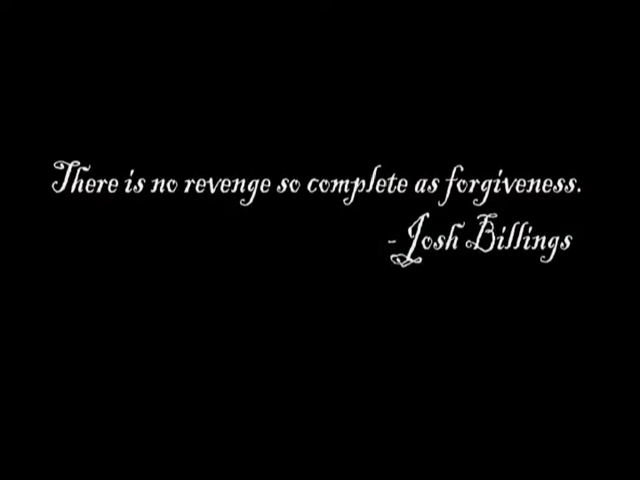 There is no revenge so complete as forgiveness.
- Josh Billings